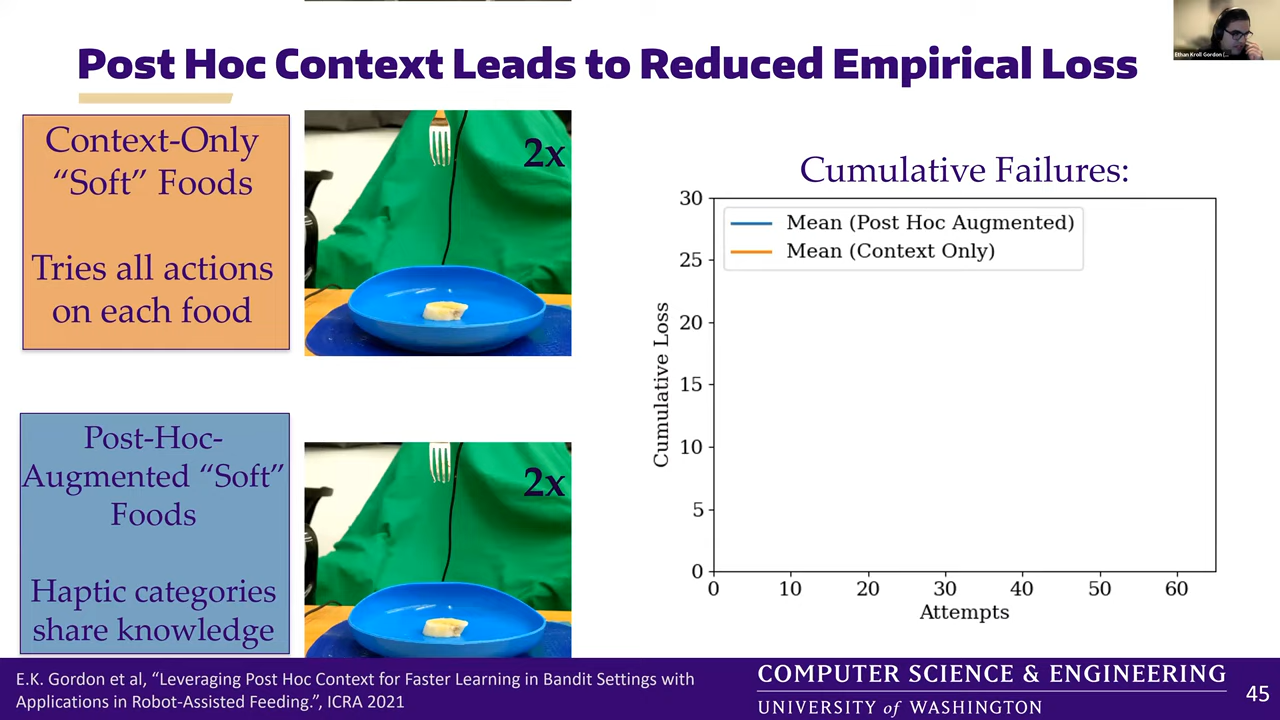 Post Hoc Context Leads to Reduced Empirical Loss
Ethan Kroll Gordon (...
Context-Only
“Soft” Foods
Tries all actions
on each food
2x
Post-Hoc-
Augmented “Soft”
Foods
Haptic categories
share knowledge
2x
Cumulative Failures:
Mean (Post Hoc Augmented)
Mean (Context Only)
Cumulative Loss
30
25
20
15
10
5
0
0 10 20 30 40 50 60
Attempts
E.K. Gordon et al, “Leveraging Post Hoc Context for Faster Learning in Bandit Settings with
Applications in Robot-Assisted Feeding.”, ICRA 2021
COMPUTER SCIENCE & ENGINEERING
UNIVERSITY of WASHINGTON
45